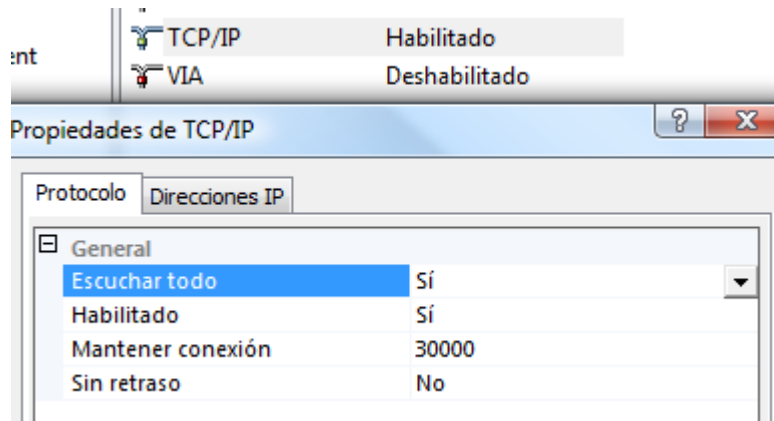 TCP/IP Habilitado
ent
VIA Deshabilitado
Propiedades de TCP/IP
Protocolo Direcciones IP
General
Escuchar todo Sí
Habilitado Sí
Mantener conexión 30000
Sin retraso No